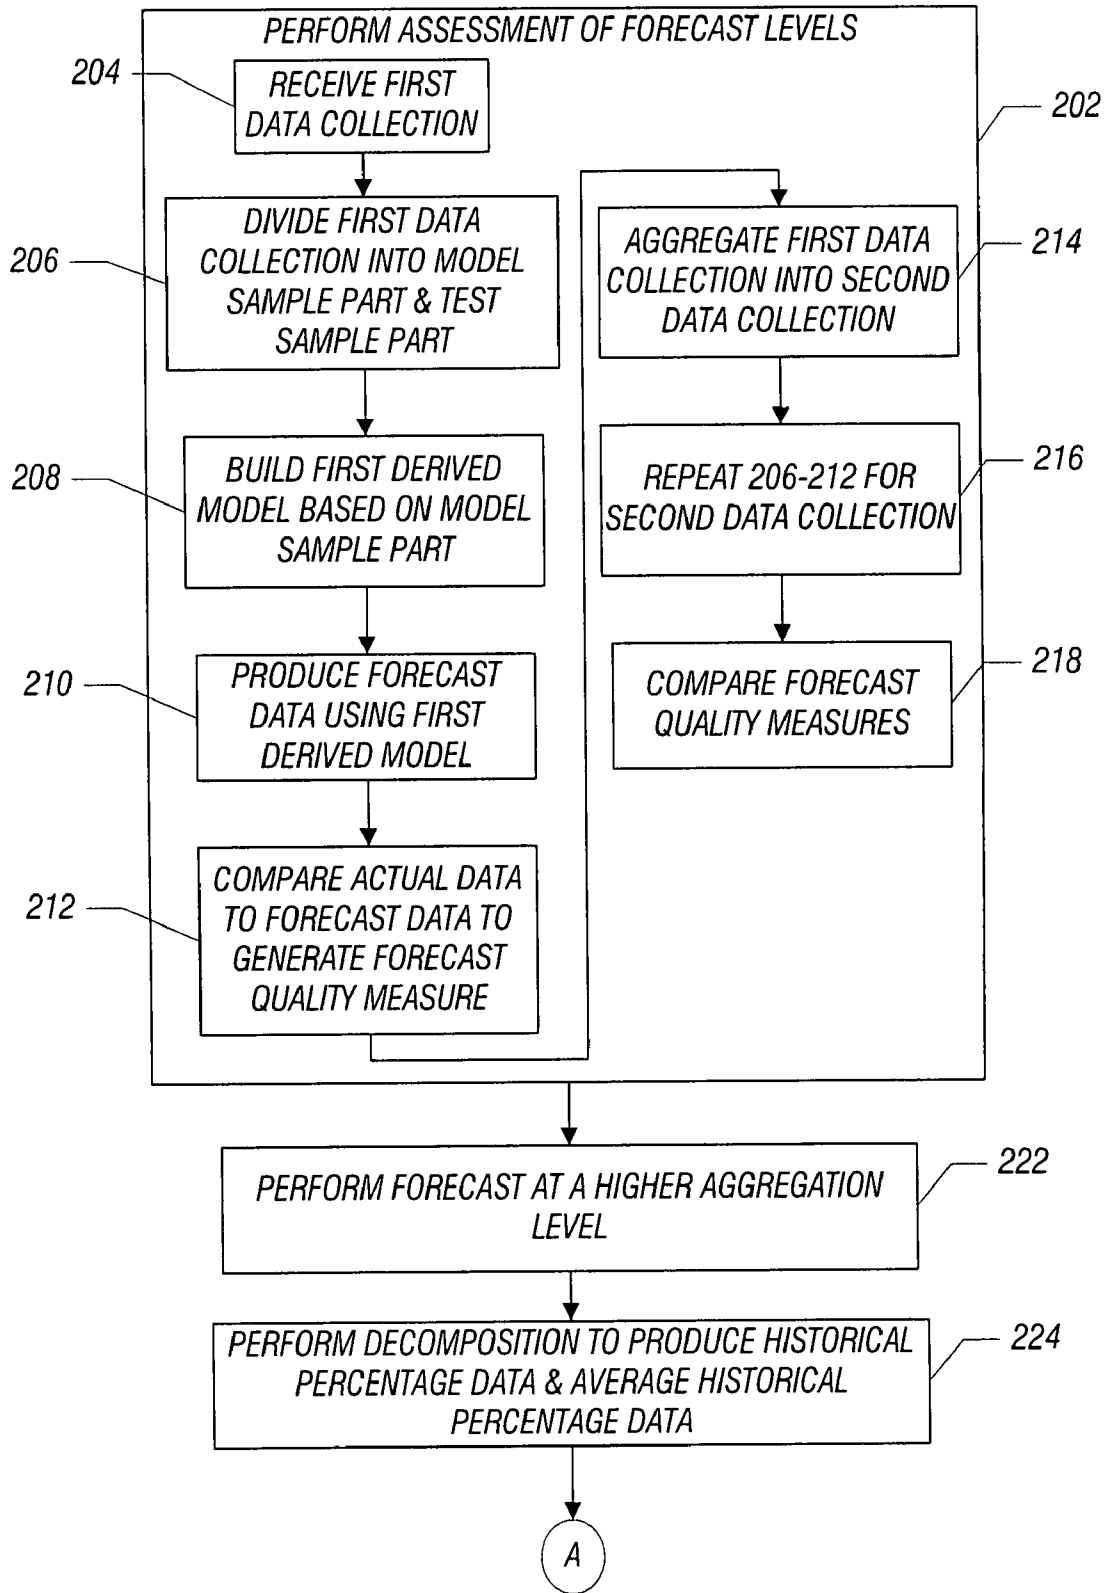 PERFORM ASSESSMENT OF FORECAST LEVELS
204
RECEIVE FIRST
DATA COLLECTION
202
206
DIVIDE FIRST DATA
COLLECTION INTO MODEL
SAMPLE PART & TEST
SAMPLE PART
208
BUILD FIRST DERIVED
MODEL BASED ON MODEL
SAMPLE PART
210
PRODUCE FORECAST
DATA USING FIRST
DERIVED MODEL
212
COMPARE ACTUAL DATA
TO FORECAST DATA TO
GENERATE FORECAST
QUALITY MEASURE
AGGREGATE FIRST DATA
COLLECTION INTO SECOND
DATA COLLECTION
214
REPEAT 206-212 FOR
SECOND DATA COLLECTION
216
COMPARE FORECAST
QUALITY MEASURES
218
PERFORM FORECAST AT A HIGHER AGGREGATION
LEVEL
222
PERFORM DECOMPOSITION TO PRODUCE HISTORICAL
PERCENTAGE DATA & AVERAGE HISTORICAL
PERCENTAGE DATA
224
A